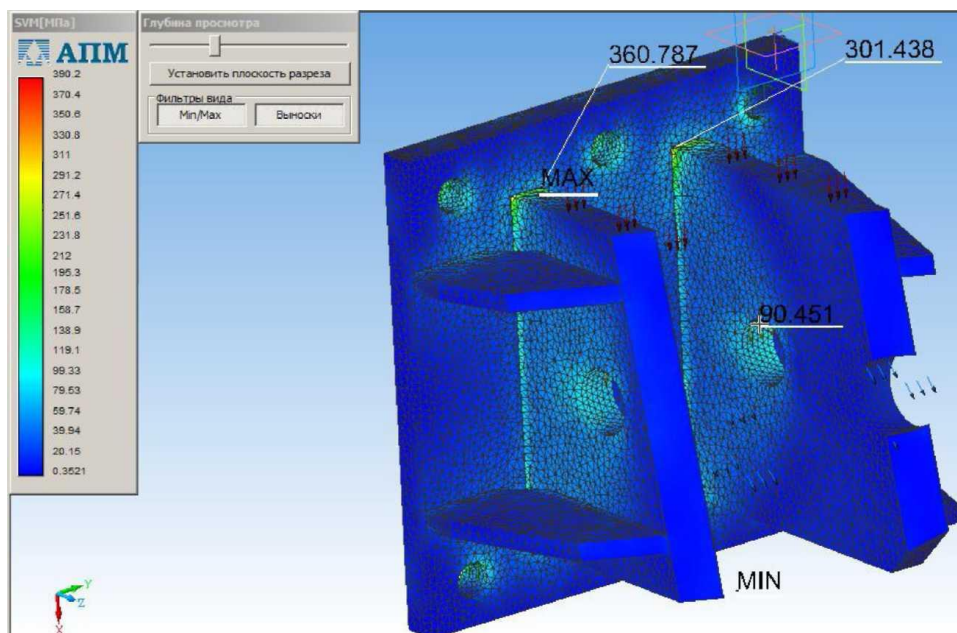 SVM[МПа]
АПМ
390.2
370.4
350.6
330.8
311
291.2
271.4
251.6
231.8
212
195.3
178.5
158.7
138.9
119.1
99.33
79.53
59.74
39.94
20.15
0.3521
Глубина просмотра
Установить плоскость разреза
Фильтры вида
Min/Max
Выноски
360.787
301.438
MAX
90.451
MIN
Y
Z
X